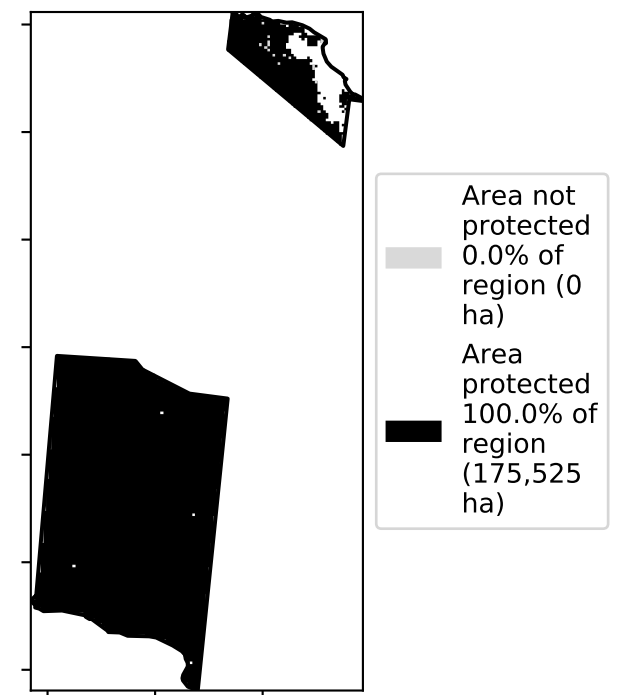 Area not
protected
0.0% of
region (0
ha)
Area
protected
100.0% of
region
(175,525
ha)